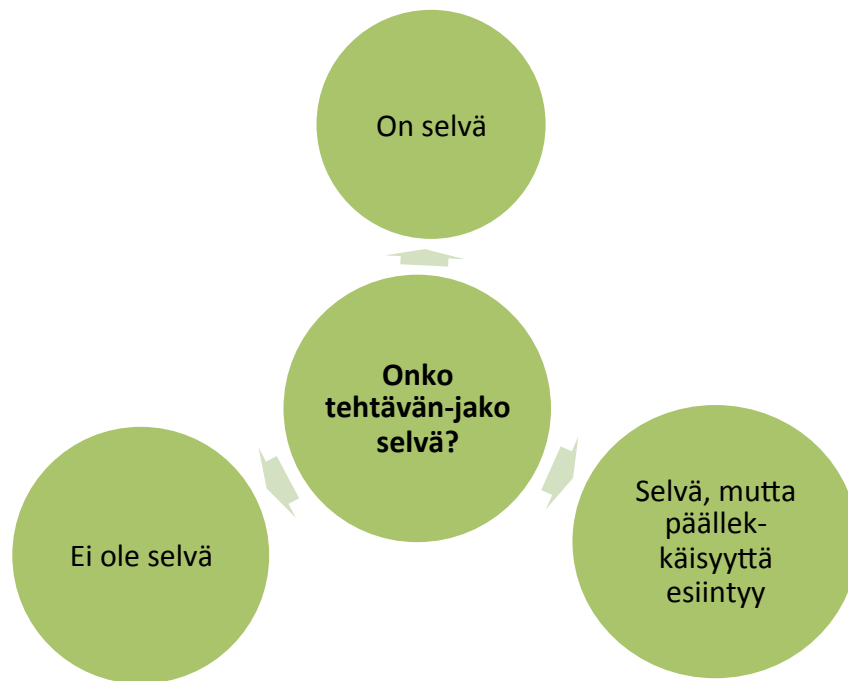 On selvä
Onko
tehtävän-jako
selvä?
Ei ole selvä
Selvä, mutta
päällek-
käisyyttä
esiintyy